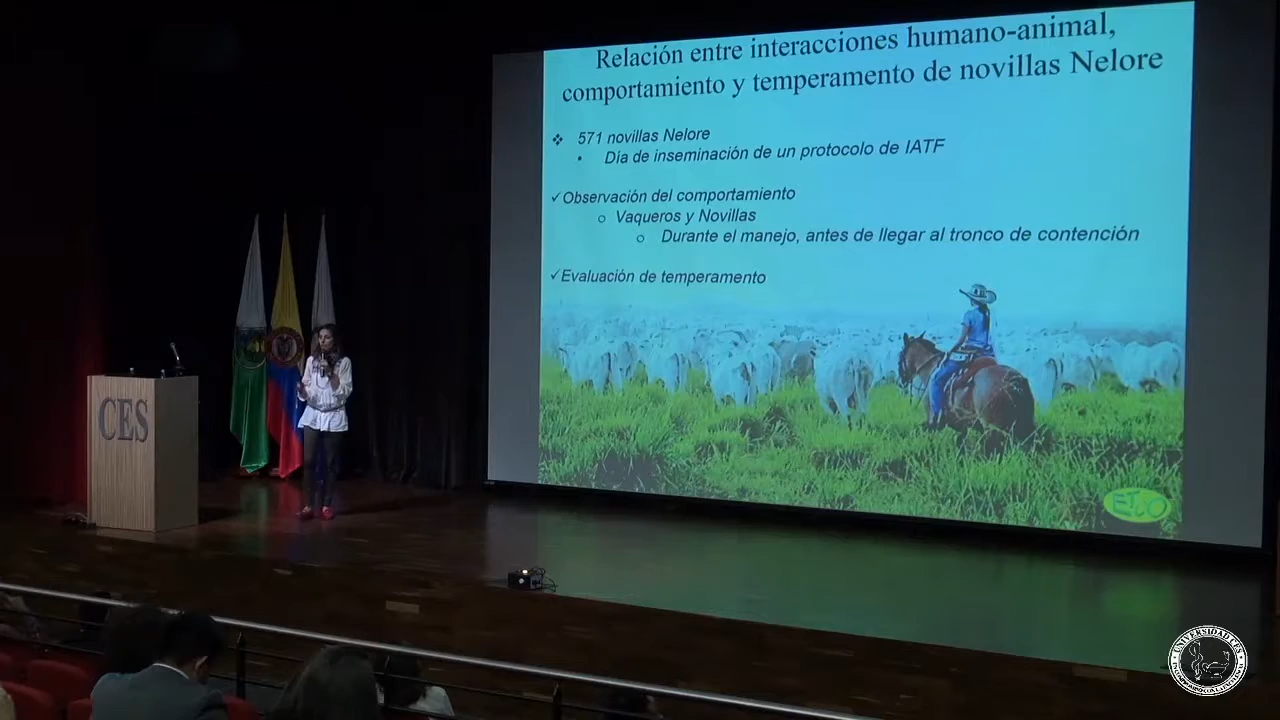 Relación entre interacciones humano-animal,
comportamiento y temperamento de novillas Nelore
❖ 571 novillas Nelore
• Día de inseminación de un protocolo de IATF
✓Observación del comportamiento
o Vaqueros y Novillas
o Durante el manejo, antes de llegar al tronco de contención
✓Evaluación de temperamento
CES
ETCO
UNIVERSIDAD CES